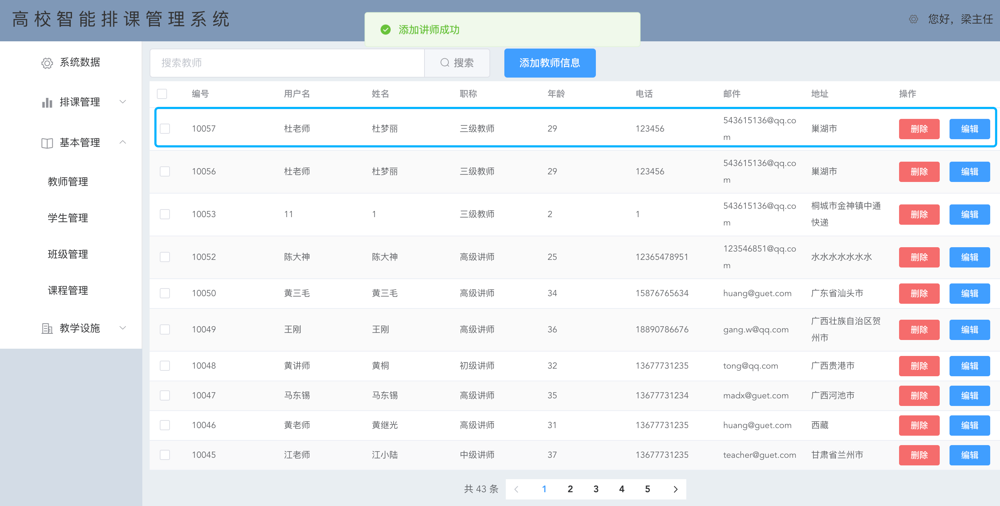 高校智能排课管理系统
添加讲师成功
您好，梁主任
系统数据
排课管理
基本管理
教师管理
学生管理
班级管理
课程管理
教学设施
搜索教师
搜索
添加教师信息
编号 用户名 姓名 职称 年龄 电话 邮件 地址 操作
10057 杜老师 杜梦丽 三级教师 29 123456 543615136@qq.co
m 巢湖市 删除 编辑
10056 杜老师 杜梦丽 三级教师 29 123456 543615136@qq.co
m 巢湖市 删除 编辑
10053 11 1 三级教师 2 1 543615136@qq.co
m 桐城市金神镇中通
快递 删除 编辑
10052 陈大神 陈大神 高级讲师 25 12365478951 123546851@qq.co
m 水水水水水水水 删除 编辑
10050 黄三毛 黄三毛 高级讲师 34 15876765634 huang@guet.com 广东省汕头市 删除 编辑
10049 王刚 王刚 高级讲师 36 18890786676 gang.w@qq.com 广西壮族自治区贺
州市 删除 编辑
10048 黄讲师 黄桐 初级讲师 32 13677731235 tong@qq.com 广西贵港市 删除 编辑
10047 马东锡 马东锡 高级讲师 35 13677731234 madx@guet.com 广西河池市 删除 编辑
10046 黄老师 黄继光 高级讲师 31 13677731235 huang@guet.com 西藏 删除 编辑
10045 江老师 江小陆 中级讲师 37 13677731235 teacher@guet.com 甘肃省兰州市 删除 编辑
共 43 条 1 2 3 4 5